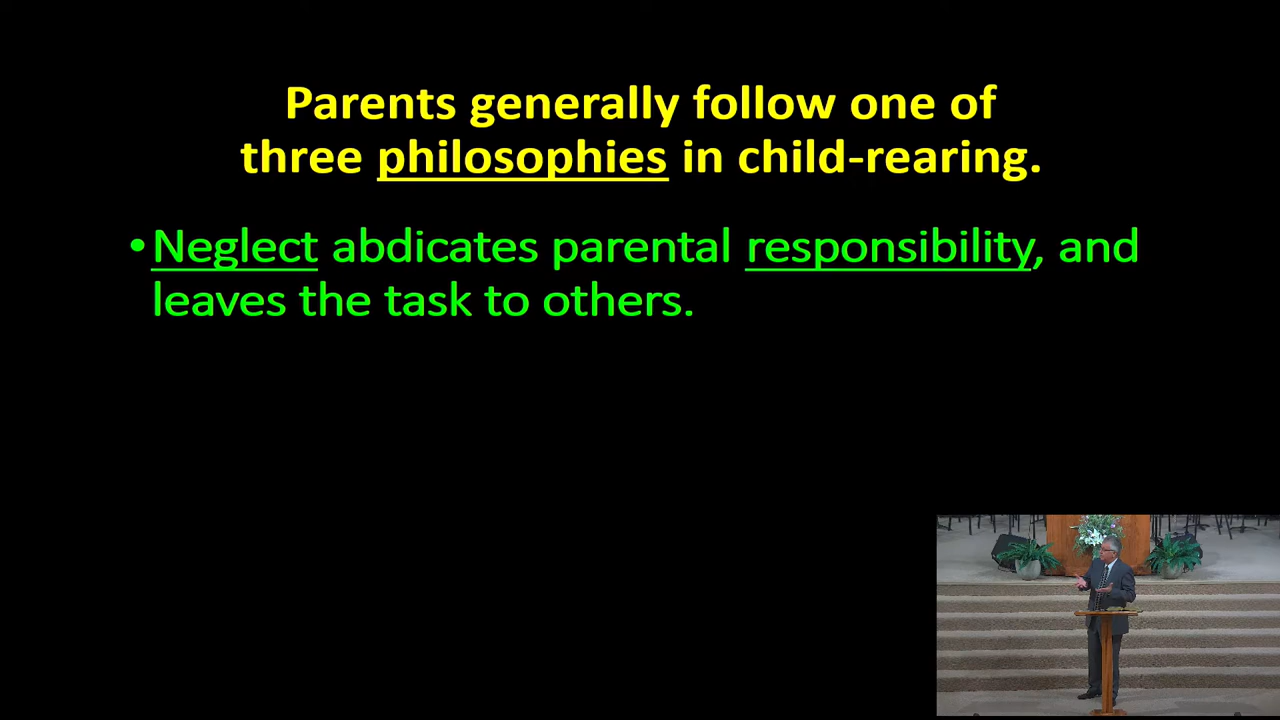 Parents generally follow one of
three philosophies in child-rearing.
•Neglect abdicates parental responsibility, and
leaves the task to others.